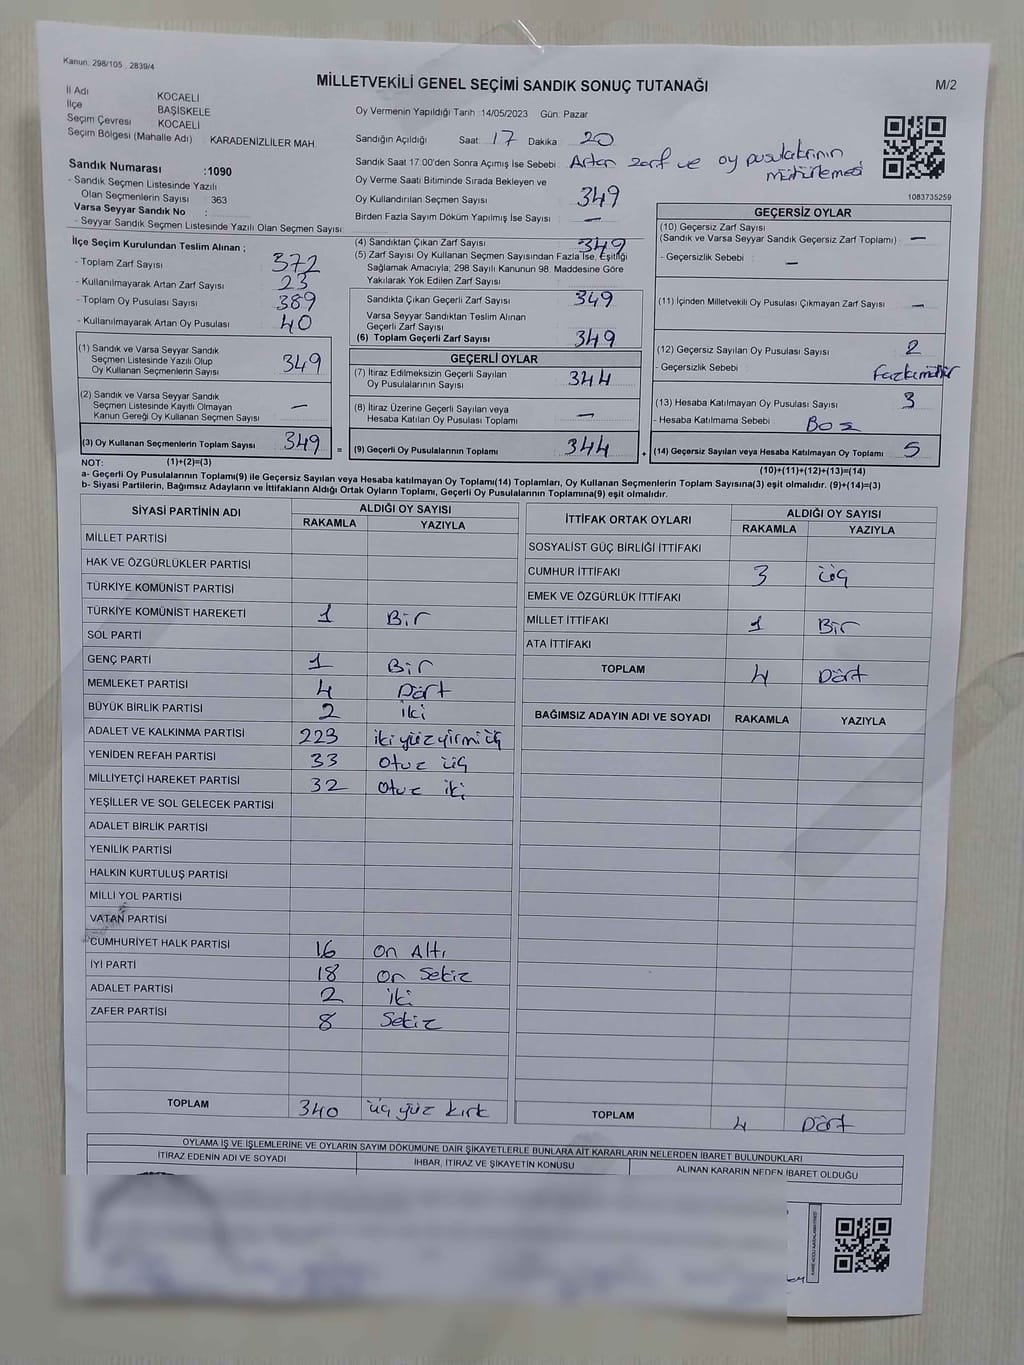 Kanun: 298/105 , 2839/4
MİLLETVEKİLİ GENEL SEÇİMİ SANDIK SONUÇ TUTANAĞI
M/2
İl Adı KOCAELİ
İlçe BAŞİSKELE
Seçim Çevresi KOCAELİ
Seçim Bölgesi (Mahalle Adı) KARADENİZLİLER MAH.
Oy Vermenin Yapıldığı Tarih :14/05/2023 Gün: Pazar
Sandığın Açıldığı Saat: 17 Dakika : 20
Sandık Saat 17.00'den Sonra Açımış İse Sebebi : Artan zarf ve oy pusulalarının mühürlemesi
1083735259
Sandık Numarası :1090
- Sandık Seçmen Listesinde Yazılı
Olan Seçmenlerin Sayısı : 363
Varsa Seyyar Sandık No :
- Seyyar Sandık Seçmen Listesinde Yazılı Olan Seçmen Sayısı:
Oy Verme Saati Bitiminde Sırada Bekleyen ve
Oy Kullandırılan Seçmen Sayısı : 349
Birden Fazla Sayım Döküm Yapılmış İse Sayısı : –
İlçe Seçim Kurulundan Teslim Alınan ;
- Toplam Zarf Sayısı : 372
- Kullanılmayarak Artan Zarf Sayısı : 23
- Toplam Oy Pusulası Sayısı : 389
- Kullanılmayarak Artan Oy Pusulası : 40
(4) Sandıktan Çıkan Zarf Sayısı : 349
(5) Zarf Sayısı Oy Kullanan Seçmen Sayısından Fazla İse, Eşitliği
Sağlamak Amacıyla, 298 Sayılı Kanunun 98. Maddesine Göre
Yakılarak Yok Edilen Zarf Sayısı :
Sandıkta Çıkan Geçerli Zarf Sayısı : 349
Varsa Seyyar Sandıktan Teslim Alınan
Geçerli Zarf Sayısı :
(6) Toplam Geçerli Zarf Sayısı : 349
GEÇERSİZ OYLAR
(10) Geçersiz Zarf Sayısı
(Sandık ve Varsa Seyyar Sandık Geçersiz Zarf Toplamı) : –
- Geçersizlik Sebebi : –
(11) İçinden Milletvekili Oy Pusulası Çıkmayan Zarf Sayısı : –
(12) Geçersiz Sayılan Oy Pusulası Sayısı : 2
- Geçersizlik Sebebi :
(13) Hesaba Katılmayan Oy Pusulası Sayısı : 3
- Hesaba Katılmama Sebebi : Boş
(14) Geçersiz Sayılan veya Hesaba Katılmayan Oy Toplamı : 5
(10)+(11)+(12)+(13)=(14)
(1) Sandık ve Varsa Seyyar Sandık
Seçmen Listesinde Yazılı Olup
Oy Kullanan Seçmenlerin Sayısı : 349
(2) Sandık ve Varsa Seyyar Sandık
Seçmen Listesinde Kayıtlı Olmayan
Kanun Gereği Oy Kullanan Seçmen Sayısı : –
(3) Oy Kullanan Seçmenlerin Toplam Sayısı : 349 =
GEÇERLİ OYLAR
(7) İtiraz Edilmeksizin Geçerli Sayılan
Oy Pusulalarının Sayısı : 344
(8) İtiraz Üzerine Geçerli Sayılan veya
Hesaba Katılan Oy Pusulası Toplamı : –
(9) Geçerli Oy Pusulalarının Toplamı : 344 +
NOT: (1)+(2)=(3)
a- Geçerli Oy Pusulalarının Toplamı(9) ile Geçersiz Sayılan veya Hesaba katılmayan Oy Toplamı(14) Toplamları, Oy Kullanan Seçmenlerin Toplam Sayısına(3) eşit olmalıdır. (9)+(14)=(3)
b- Siyasi Partilerin, Bağımsız Adayların ve İttifakların Aldığı Ortak Oyların Toplamı, Geçerli Oy Pusulalarının Toplamına(9) eşit olmalıdır.
SİYASİ PARTİNİN ADI ALDIĞI OY SAYISI
RAKAMLA YAZIYLA
MİLLET PARTİSİ
HAK VE ÖZGÜRLÜKLER PARTİSİ
TÜRKİYE KOMÜNİST PARTİSİ
TÜRKİYE KOMÜNİST HAREKETİ 1 Bir
SOL PARTİ
GENÇ PARTİ 1 Bir
MEMLEKET PARTİSİ 4 Dört
BÜYÜK BİRLİK PARTİSİ 2 iki
ADALET VE KALKINMA PARTİSİ 223 iki yüz yirmi üç
YENİDEN REFAH PARTİSİ 33 Otuz üç
MİLLİYETÇİ HAREKET PARTİSİ 32 Otuz iki
YEŞİLLER VE SOL GELECEK PARTİSİ
ADALET BİRLİK PARTİSİ
YENİLİK PARTİSİ
HALKIN KURTULUŞ PARTİSİ
MİLLİ YOL PARTİSİ
VATAN PARTİSİ
CUMHURİYET HALK PARTİSİ 16 on Altı
İYİ PARTİ 18 on Sekiz
ADALET PARTİSİ 2 iki
ZAFER PARTİSİ 8 Sekiz
TOPLAM 340 üç yüz kırk
İTTİFAK ORTAK OYLARI ALDIĞI OY SAYISI
RAKAMLA YAZIYLA
SOSYALİST GÜÇ BİRLİĞİ İTTİFAKI
CUMHUR İTTİFAKI 3 üç
EMEK VE ÖZGÜRLÜK İTTİFAKI
MİLLET İTTİFAKI 1 Bir
ATA İTTİFAKI
TOPLAM 4 Dört
BAĞIMSIZ ADAYIN ADI VE SOYADI RAKAMLA YAZIYLA
TOPLAM 4 Dört
OYLAMA İŞ VE İŞLEMLERİNE VE OYLARIN SAYIM DÖKÜMÜNE DAİR ŞİKAYETLERLE BUNLARA AİT KARARLARIN NELERDEN İBARET BULUNDUKLARI
İTİRAZ EDENİN ADI VE SOYADI İHBAR, İTİRAZ VE ŞİKAYETİN KONUSU ALINAN KARARIN NEDEN İBARET OLDUĞU